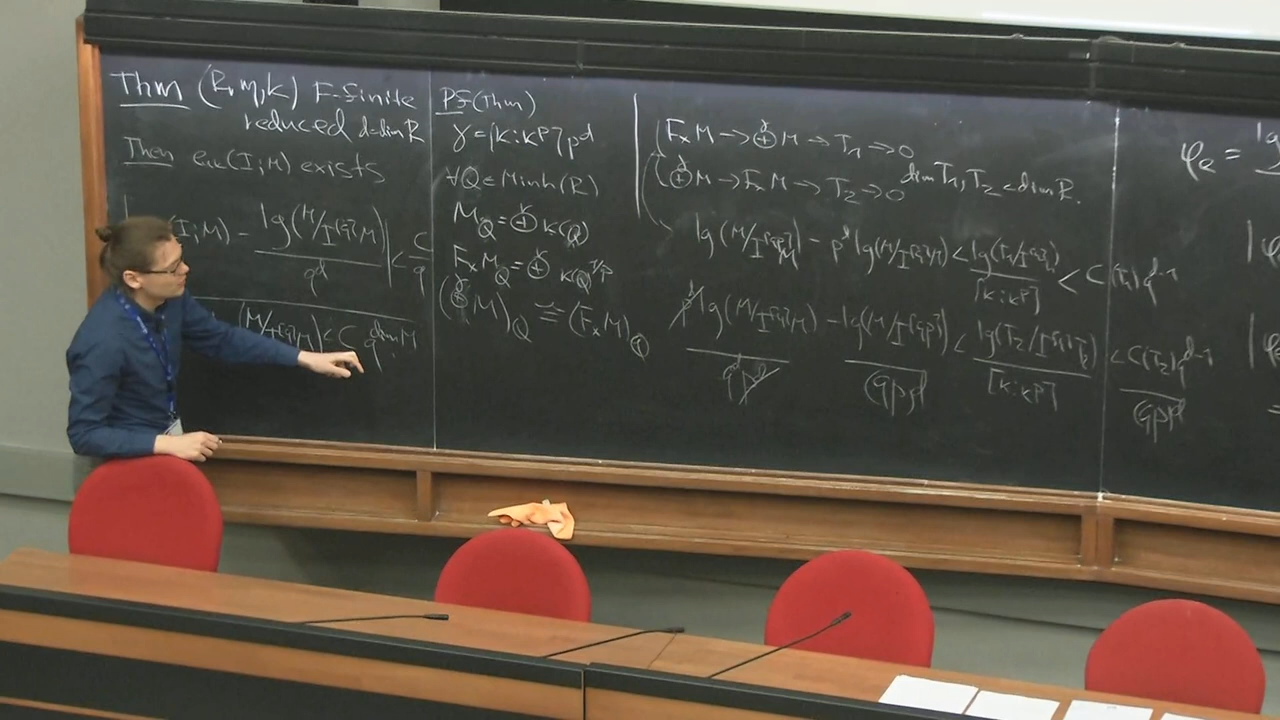 Thm (R,m,k) F-finite
reduced d=dim R
Then e_HK(I;M) exists
(I;M) - lg(M/I^[q]M) / q^d | < C/q
(M/I^[q]M) < C q^dim M
Pf(Thm)
γ=[k:k^p]p^d
∀Q∈Minh(R)
M_Q = ⊕^γ κ(Q)
F_*M_Q = ⊕^γ κ(Q)^1/p
(⊕^γ M)_Q ≅ (F_*M)_Q
F_*M → ⊕^γ M → T_1 → 0
⊕^γ M → F_*M → T_2 → 0
dim T_1, T_2 < dim R.
lg(M/I^[qp]M) - p^d lg(M/I^[q]M) < lg(T_1/I^[q]T_1) / [k:k^p] < C(T_1) q^d-1
p^d lg(M/I^[q]M) / q^d p^d - lg(M/I^[qp]M) / (qp)^d < lg(T_2/I^[q]T_2) / [k:k^p] < C(T_2) q^d-1 / (qp)^d
φ_q =